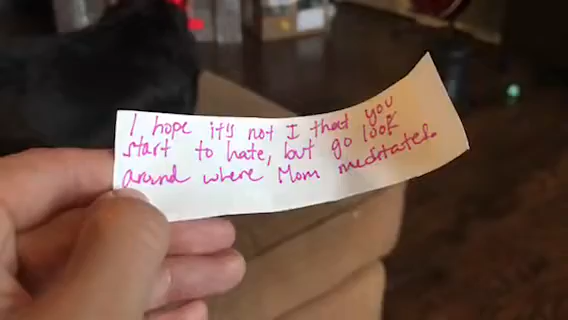 I hope it's not I that you
start to hate, but go look
around where Mom meditates.